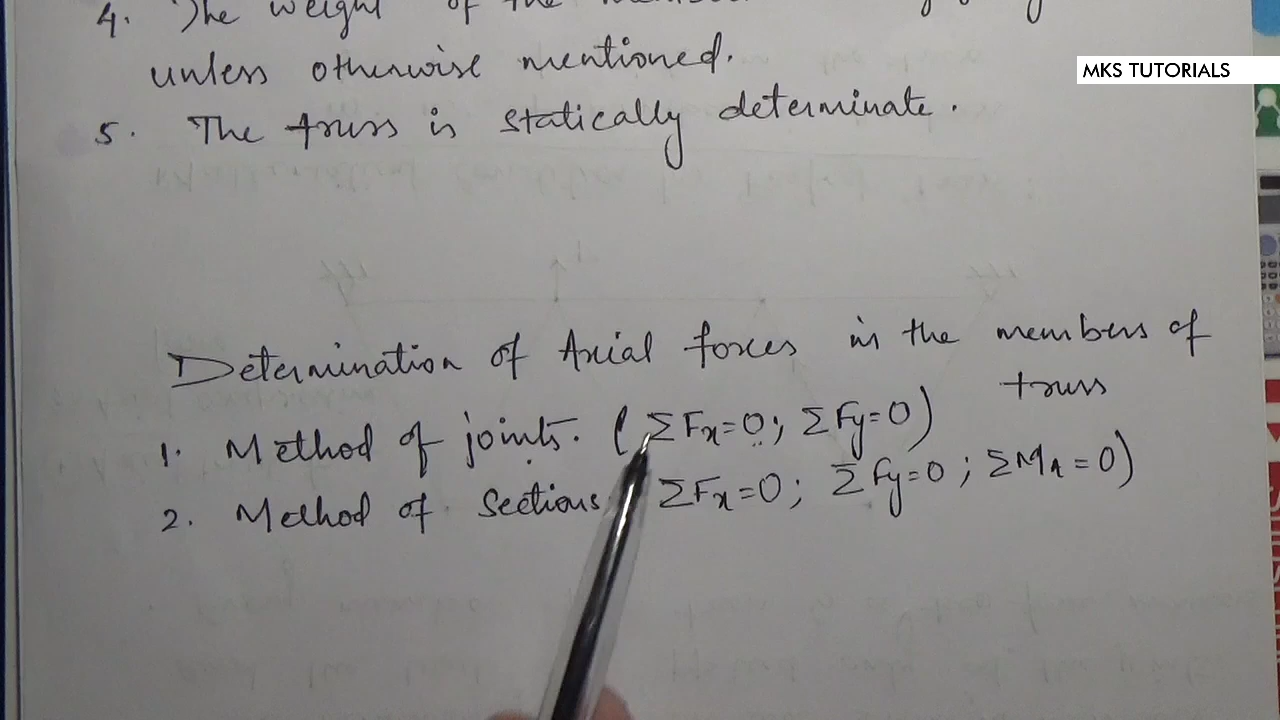 4. The weight of the
unless otherwise mentioned.
MKS TUTORIALS
5. The truss is statically determinate.
Determination of Axial forces in the members of
truss
1. Method of joints. (ΣFx=0; ΣFy=0)
2. Method of Sections ΣFx=0; ΣFy=0; ΣMA=0)